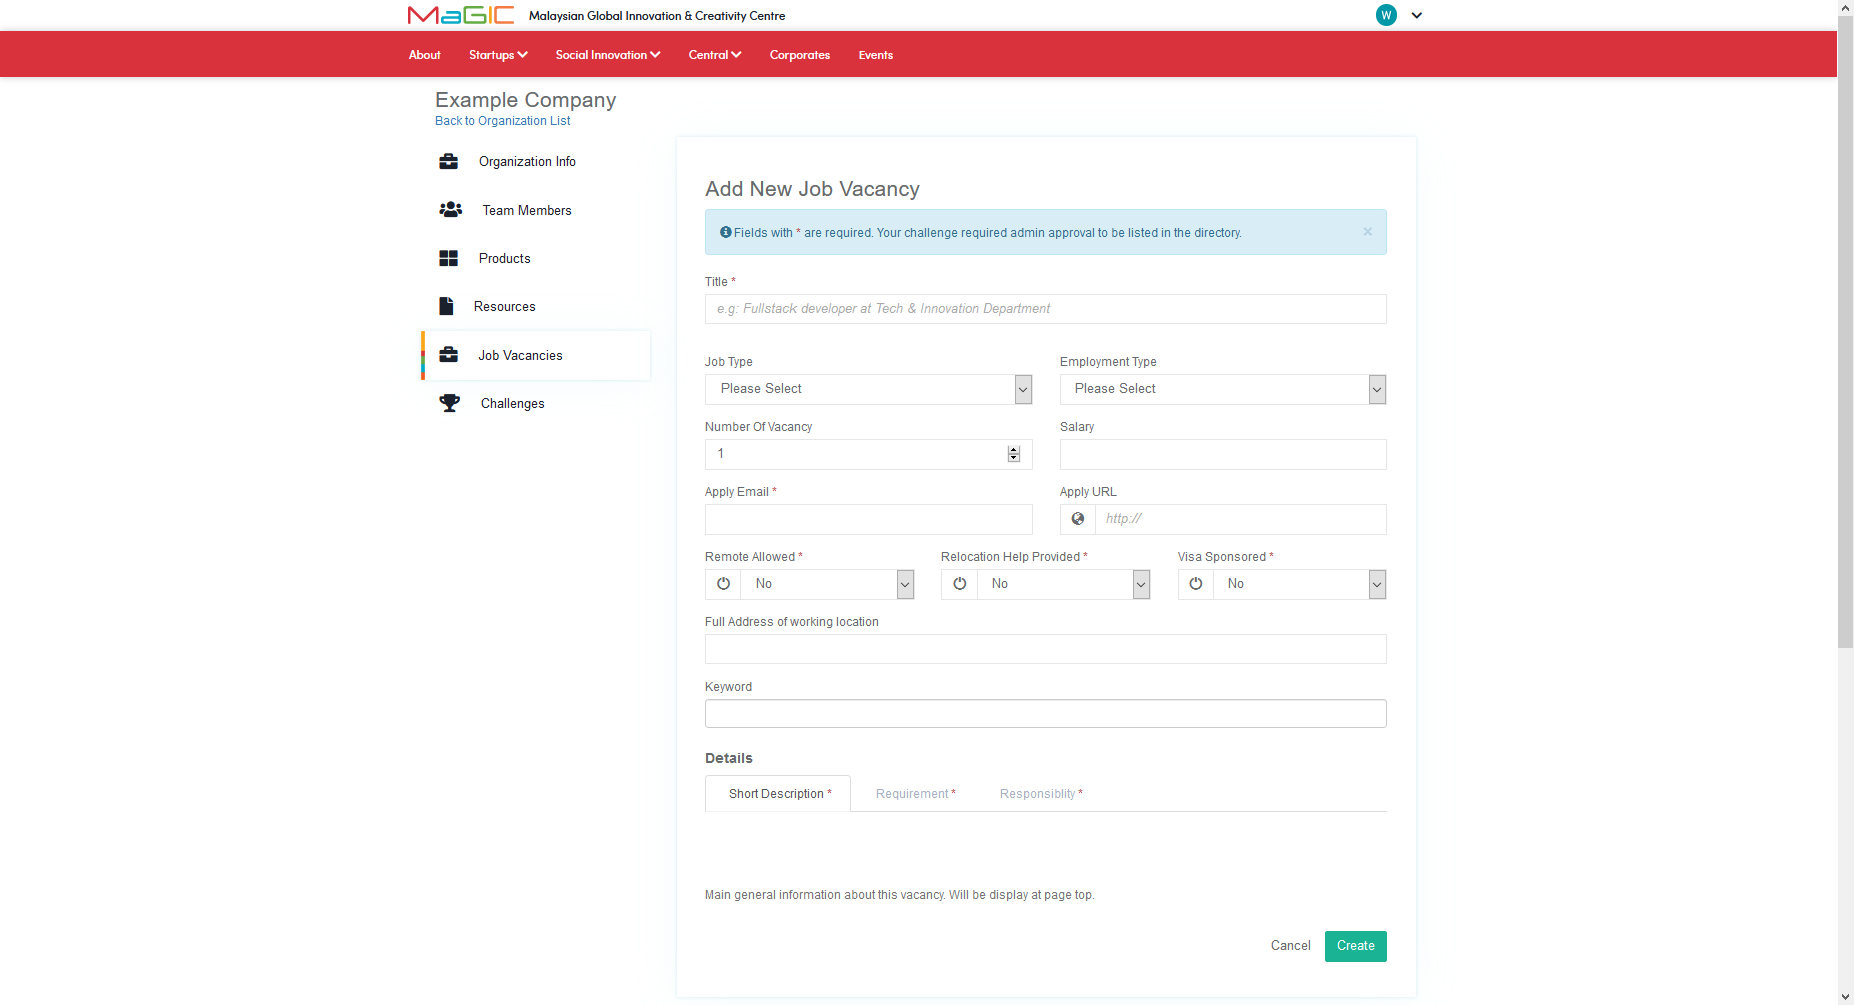 MaGIC Malaysian Global Innovation & Creativity Centre W
About Startups Social Innovation Central Corporates Events
Example Company
Back to Organization List
Organization Info
Team Members
Products
Resources
Job Vacancies
Challenges
Add New Job Vacancy
Fields with * are required. Your challenge required admin approval to be listed in the directory. ×
Title *
e.g: Fullstack developer at Tech & Innovation Department
Job Type Employment Type
Please Select Please Select
Number Of Vacancy Salary
1
Apply Email * Apply URL
http://
Remote Allowed * Relocation Help Provided * Visa Sponsored *
No No No
Full Address of working location
Keyword
Details
Short Description * Requirement * Responsiblity *
Main general information about this vacancy. Will be display at page top.
Cancel Create